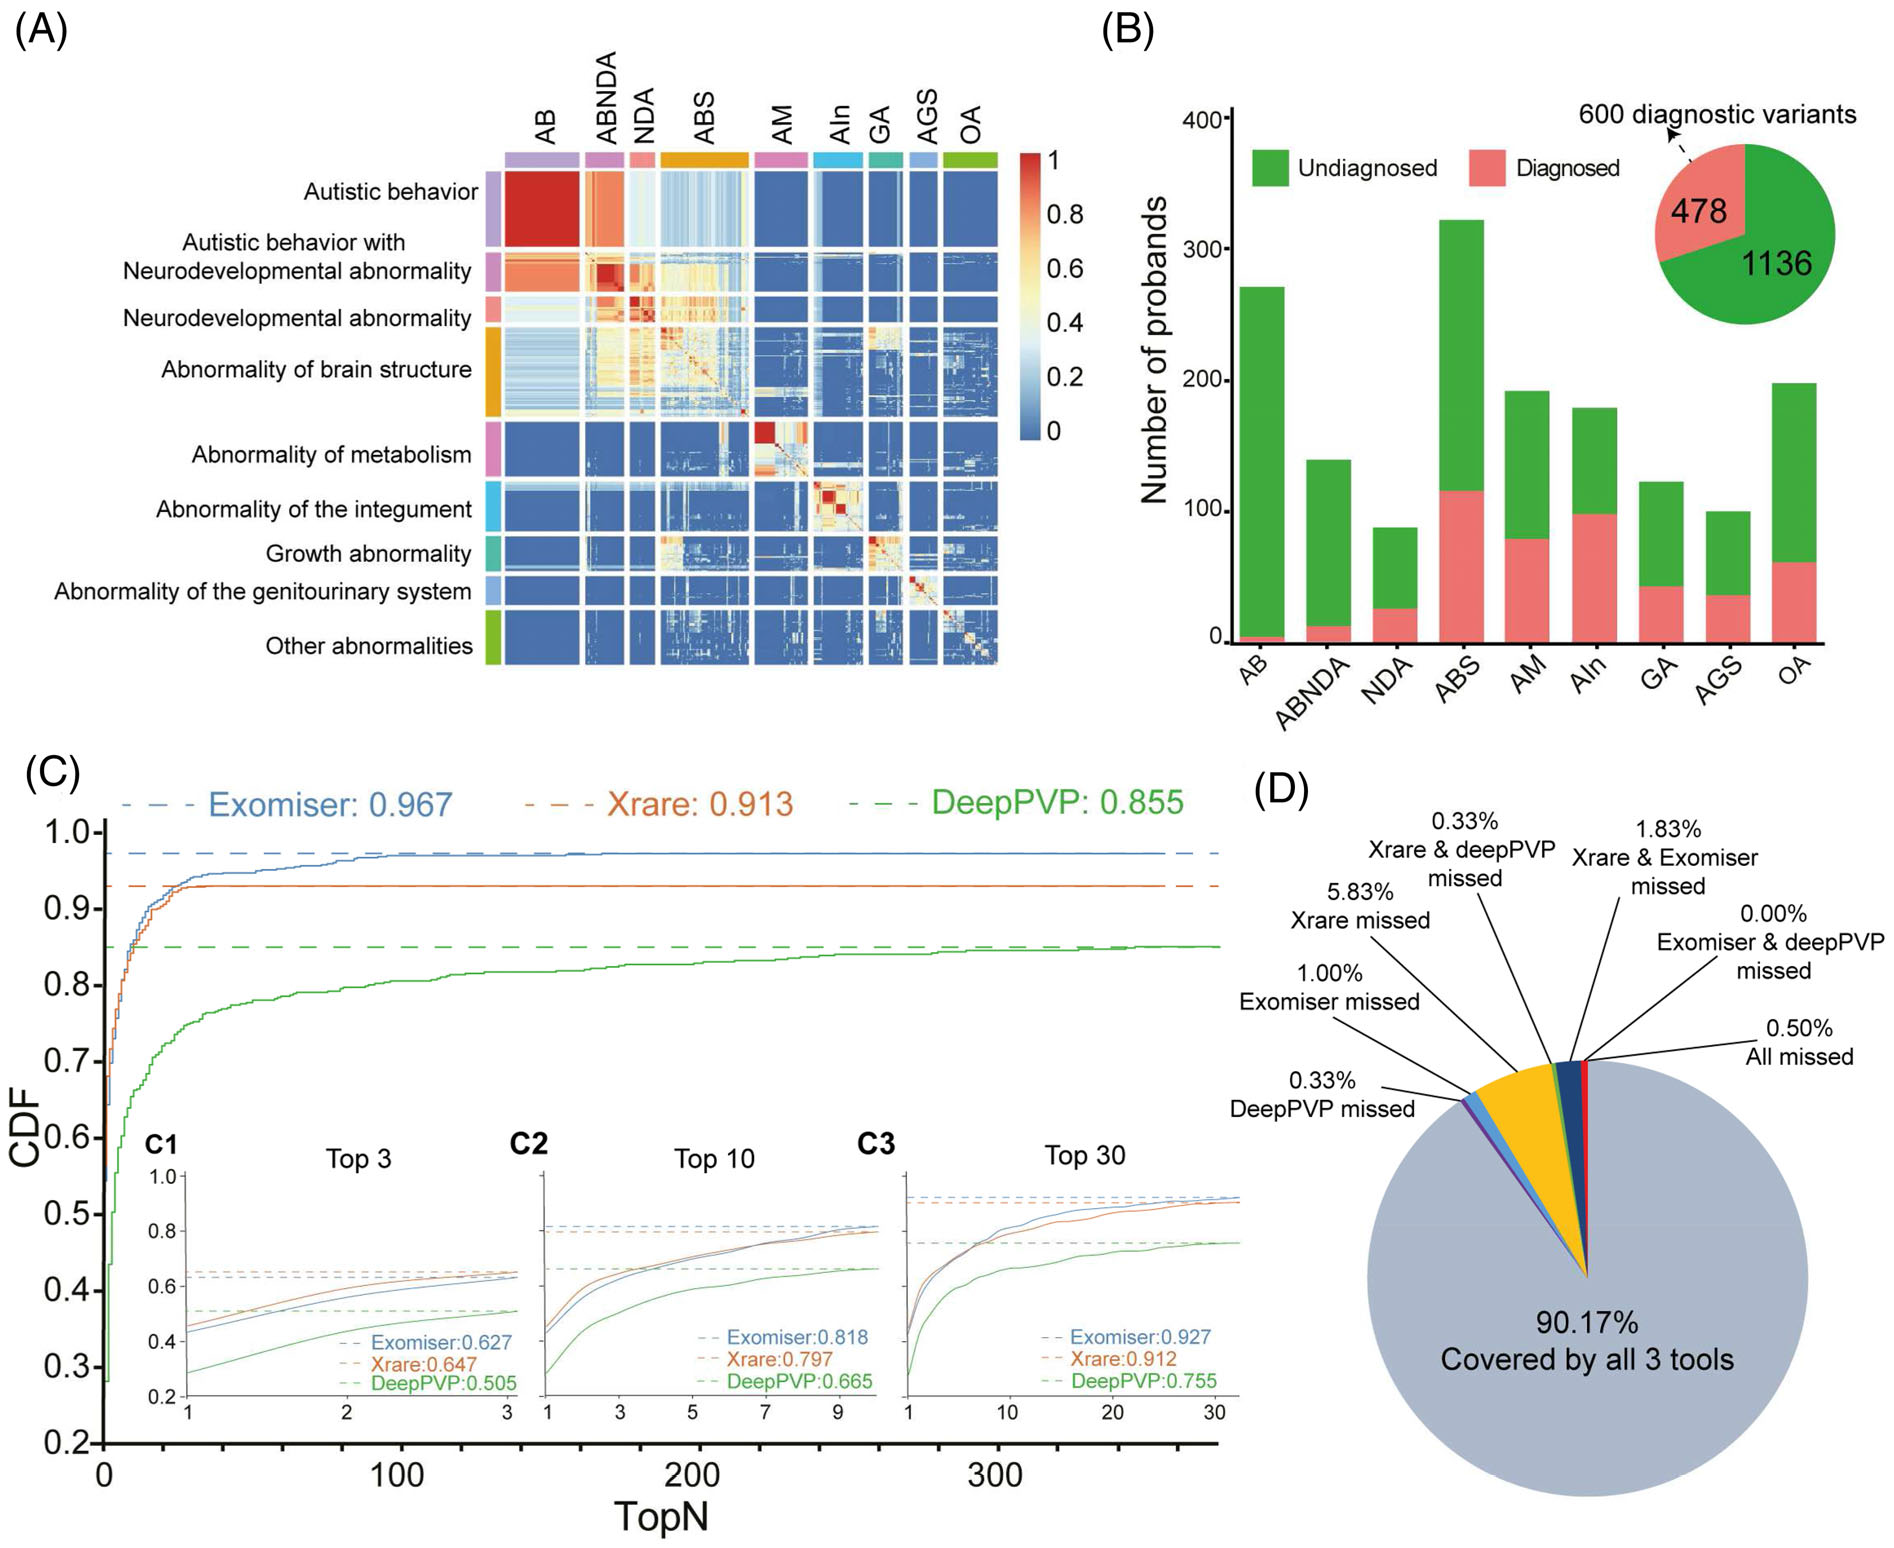 (A)
AB
ABNDA
NDA
ABS
AM
AIn
GA
AGS
OA
Autistic behavior
Autistic behavior with
Neurodevelopmental abnormality
Neurodevelopmental abnormality
Abnormality of brain structure
Abnormality of metabolism
Abnormality of the integument
Growth abnormality
Abnormality of the genitourinary system
Other abnormalities
1
0.8
0.6
0.4
0.2
0
(B)
600 diagnostic variants
Undiagnosed
Diagnosed
478
1136
Number of probands
400
300
200
100
0
AB
ABNDA
NDA
ABS
AM
AIn
GA
AGS
OA
(C)
Exomiser: 0.967
Xrare: 0.913
DeepPVP: 0.855
CDF
1.0
0.9
0.8
0.7
0.6
0.5
0.4
0.3
0.2
0
100
200
300
TopN
C1
Top 3
1.0
0.8
0.6
0.4
0.2
Exomiser:0.627
Xrare:0.647
DeepPVP:0.505
1
2
3
C2
Top 10
Exomiser:0.818
Xrare:0.797
DeepPVP:0.665
1
3
5
7
9
C3
Top 30
Exomiser:0.927
Xrare:0.912
DeepPVP:0.755
1
10
20
30
(D)
0.33%
Xrare & deepPVP
missed
1.83%
Xrare & Exomiser
missed
5.83%
Xrare missed
0.00%
Exomiser & deepPVP
missed
1.00%
Exomiser missed
0.50%
All missed
0.33%
DeepPVP missed
90.17%
Covered by all 3 tools